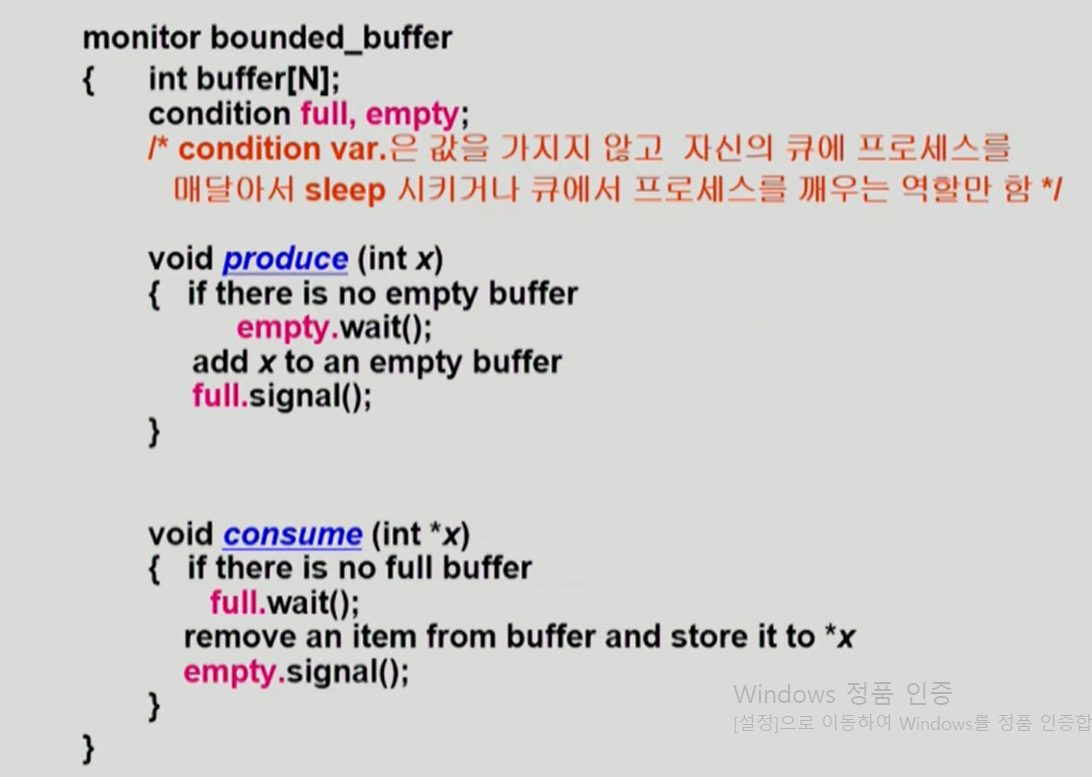 monitor bounded_buffer
{ int buffer[N];
condition full, empty;
/* condition var.은 값을 가지지 않고 자신의 큐에 프로세스를
매달아서 sleep 시키거나 큐에서 프로세스를 깨우는 역할만 함 */
void produce (int x)
{ if there is no empty buffer
empty.wait();
add x to an empty buffer
full.signal();
}
void consume (int *x)
{ if there is no full buffer
full.wait();
remove an item from buffer and store it to *x
empty.signal();
}
}
Windows 정품 인증
[설정]으로 이동하여 Windows를 정품 인증합